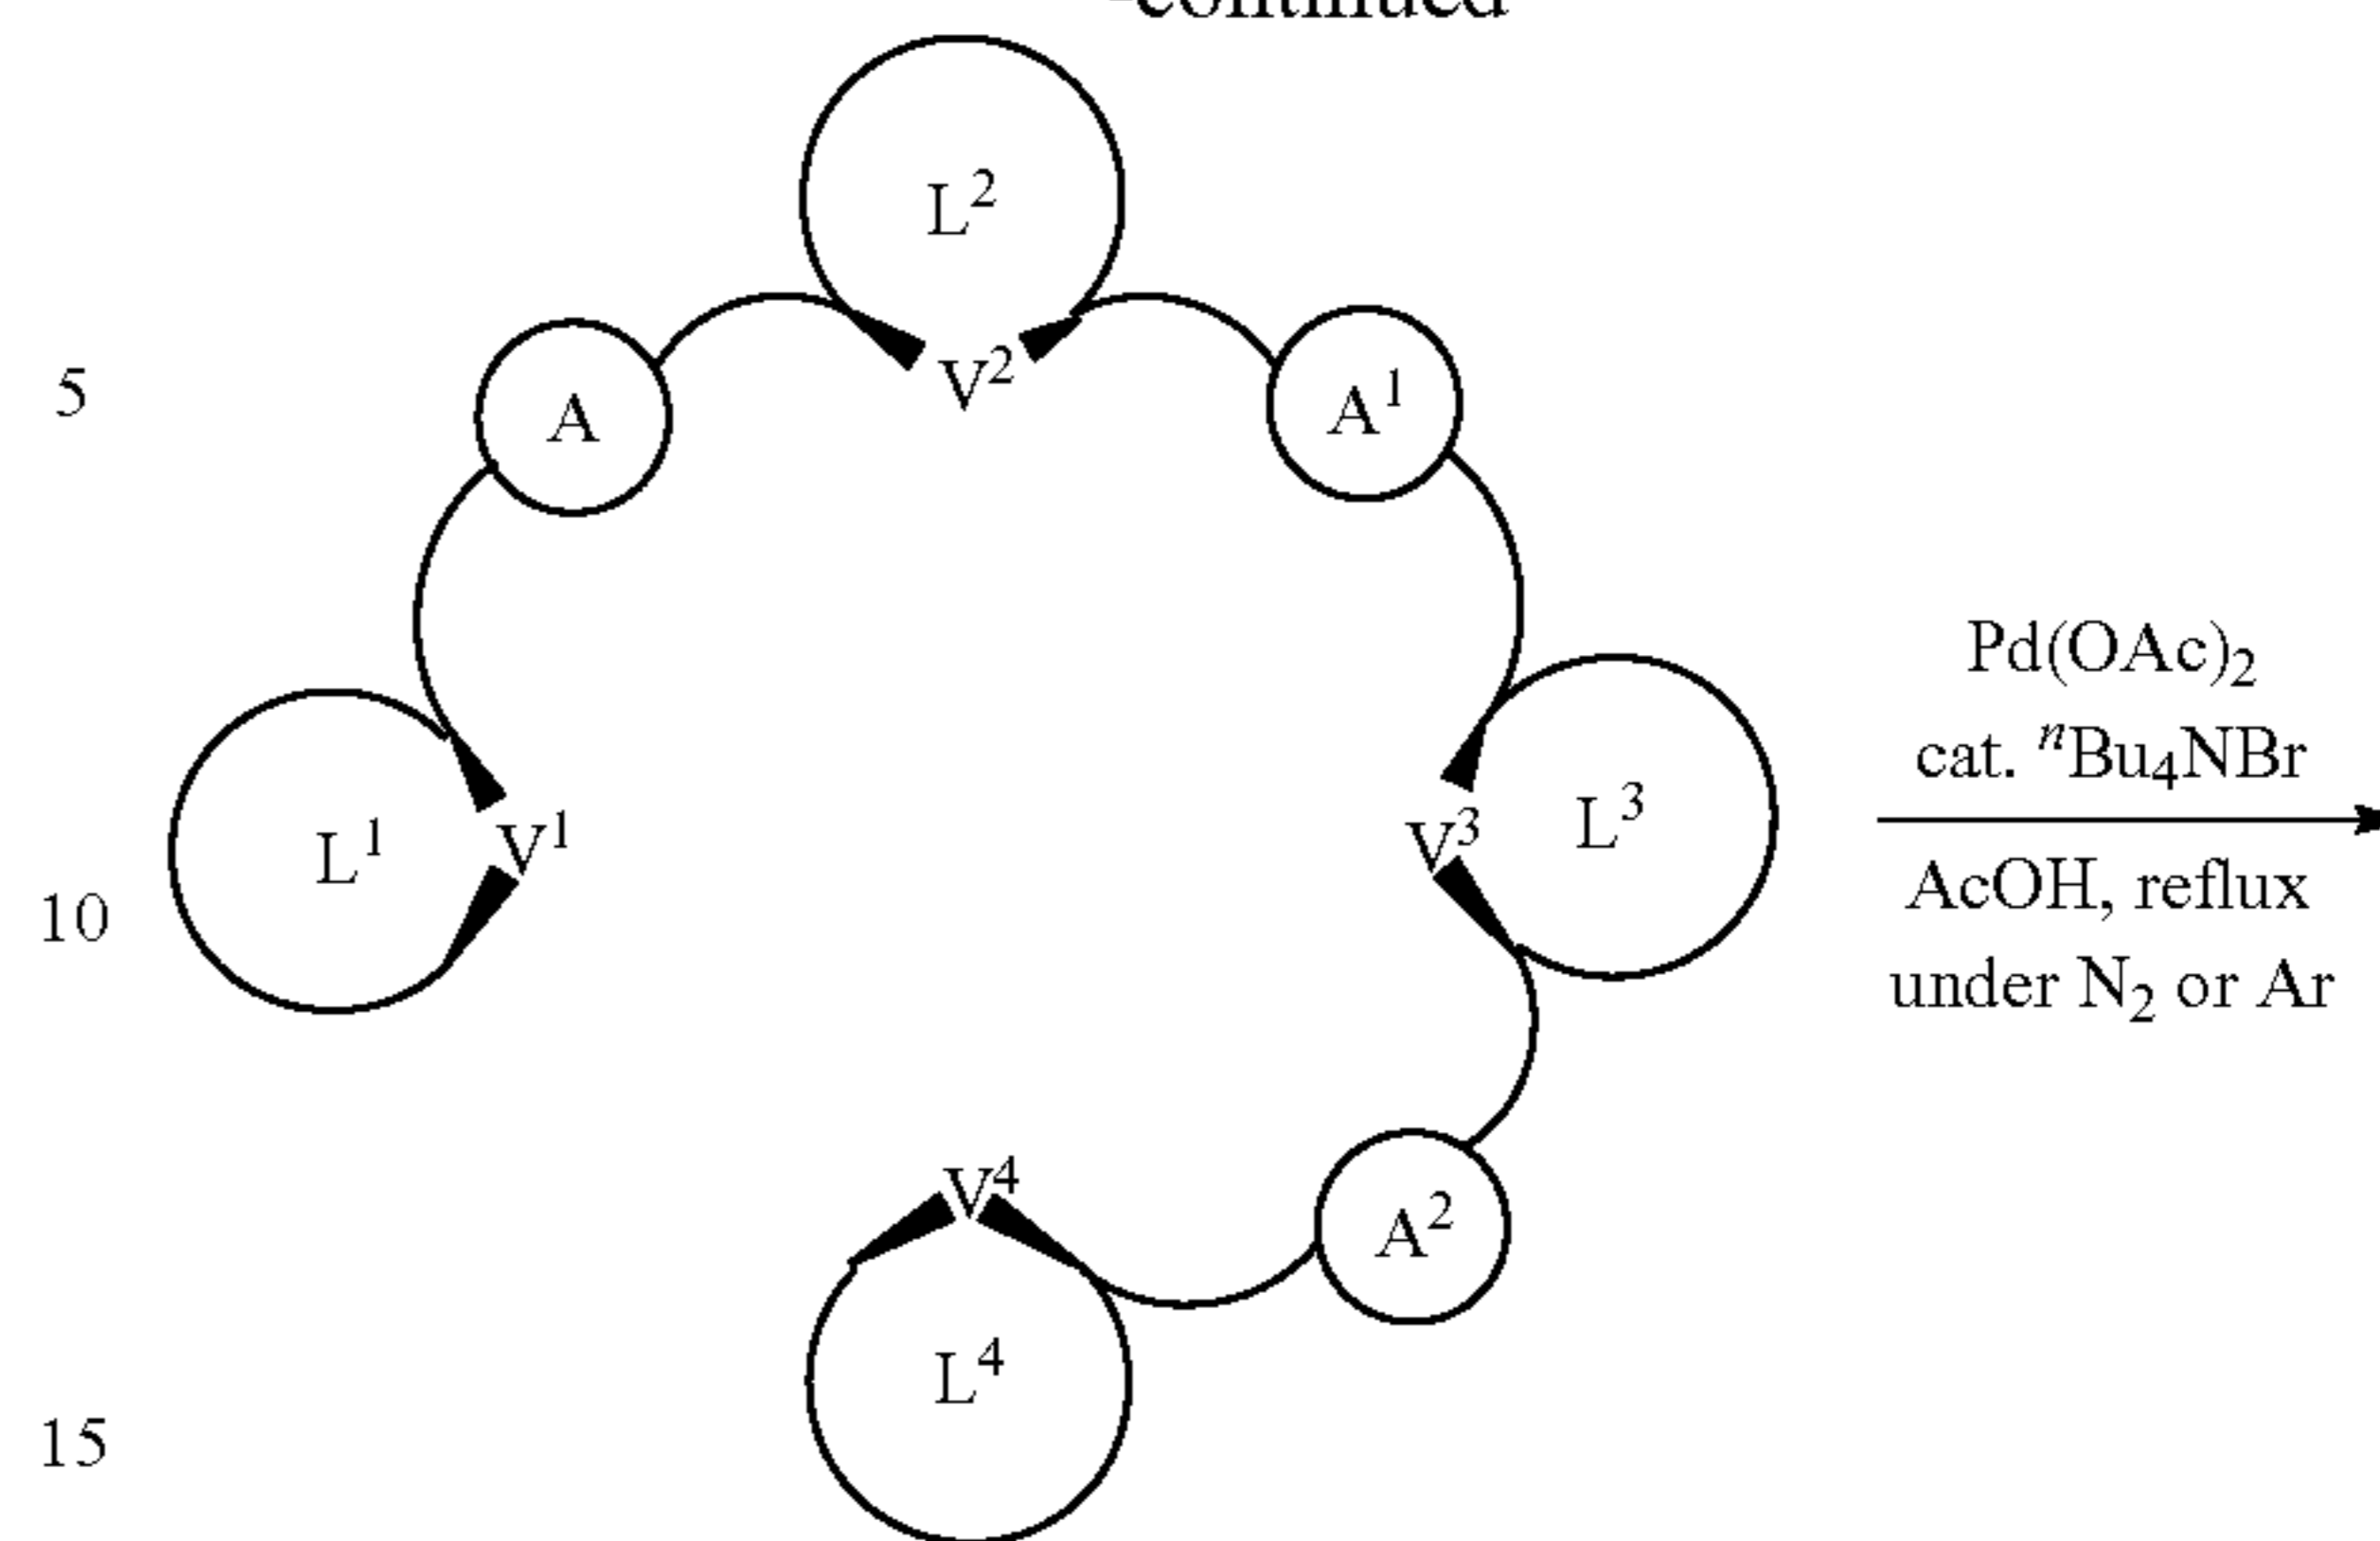 -continued
L²
5
A
V²
A¹
Pd(OAc)₂
cat. ⁿBu₄NBr
L¹
V¹
V³
L³
10
AcOH, reflux
under N₂ or Ar
V⁴
A²
L⁴
15